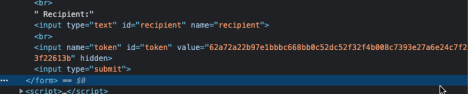 <br>
" Recipient:"
<input type="text" id="recipient" name="recipient">
<br>
<input name="token" id="token" value="62a72a22b97e1bbbc668bb0c52dc52f32f4b008c7393e27a6e24c7f2
3f22613b" hidden>
<input type="submit">
</form> == $0
<script>…</script>